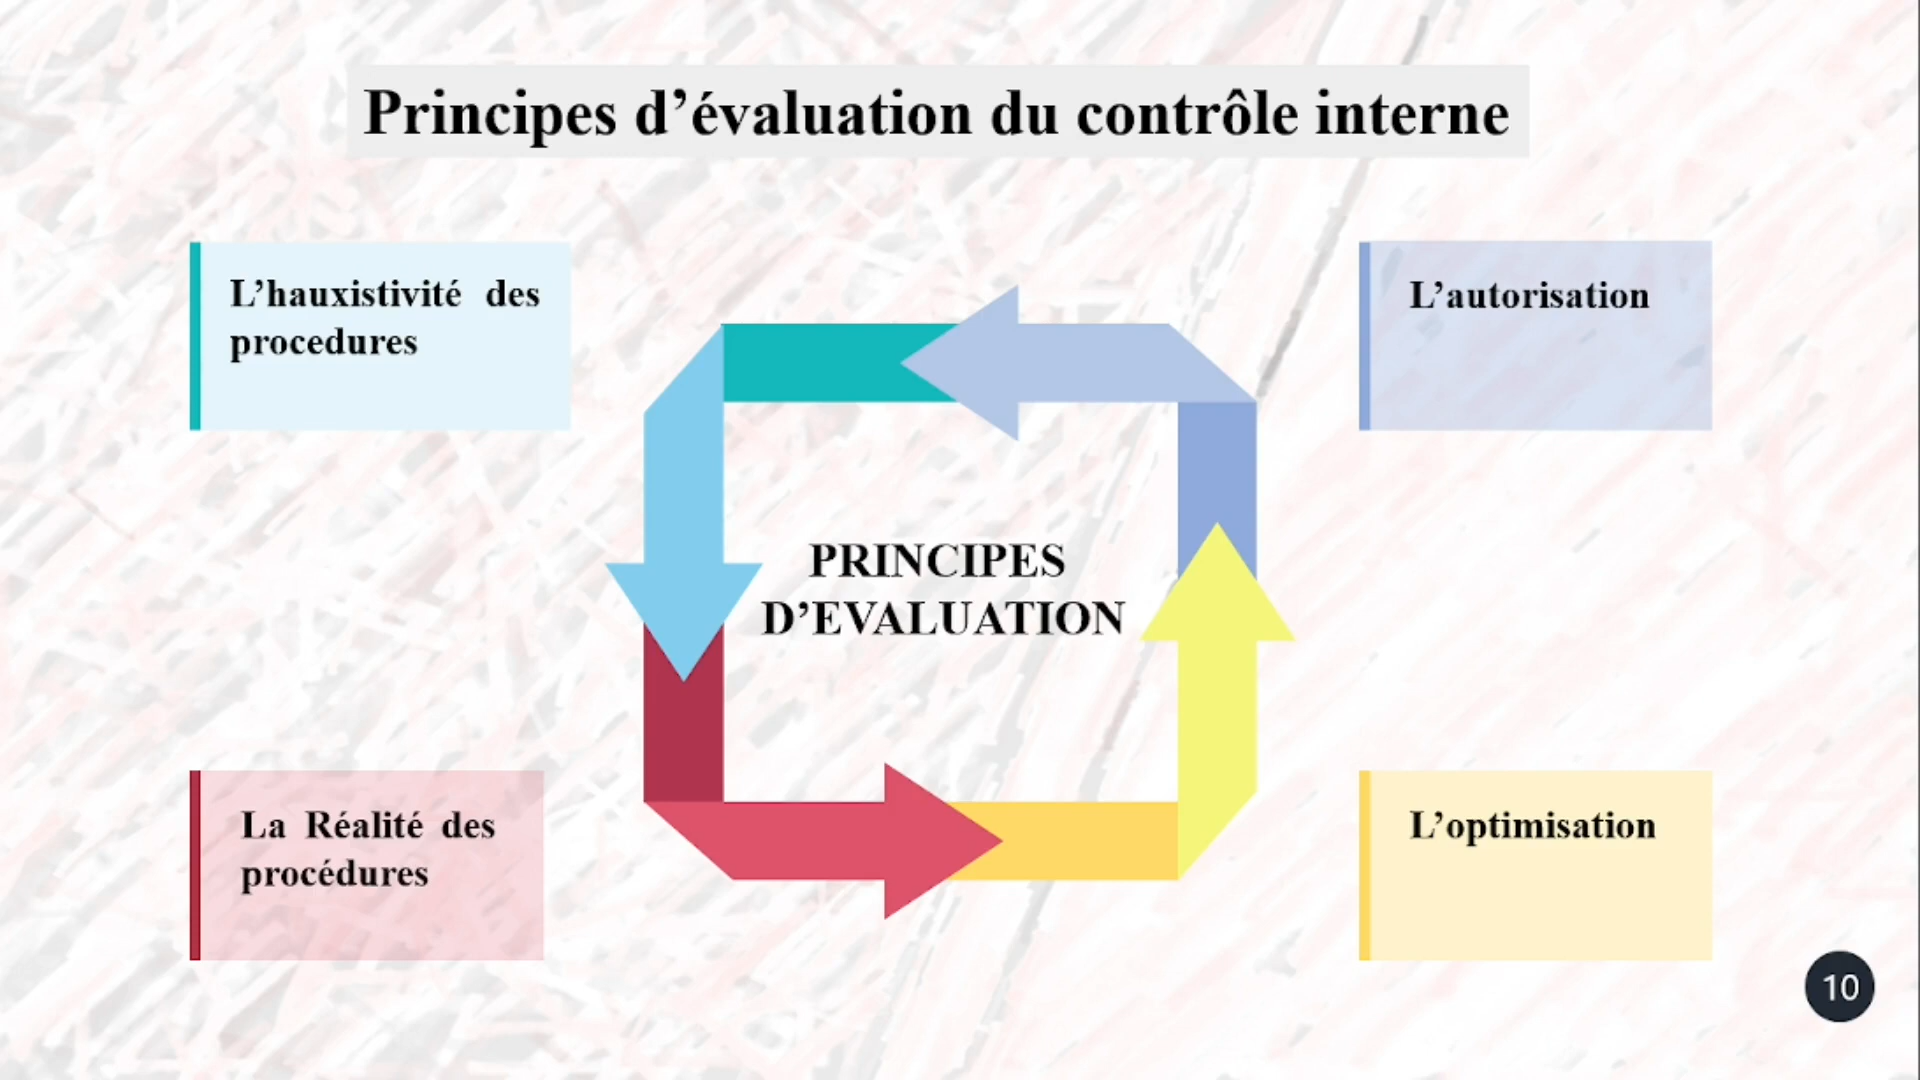 Principes d’évaluation du contrôle interne
L’hauxistivité des
procedures
L’autorisation
PRINCIPES
D’EVALUATION
La Réalité des
procédures
L’optimisation
10